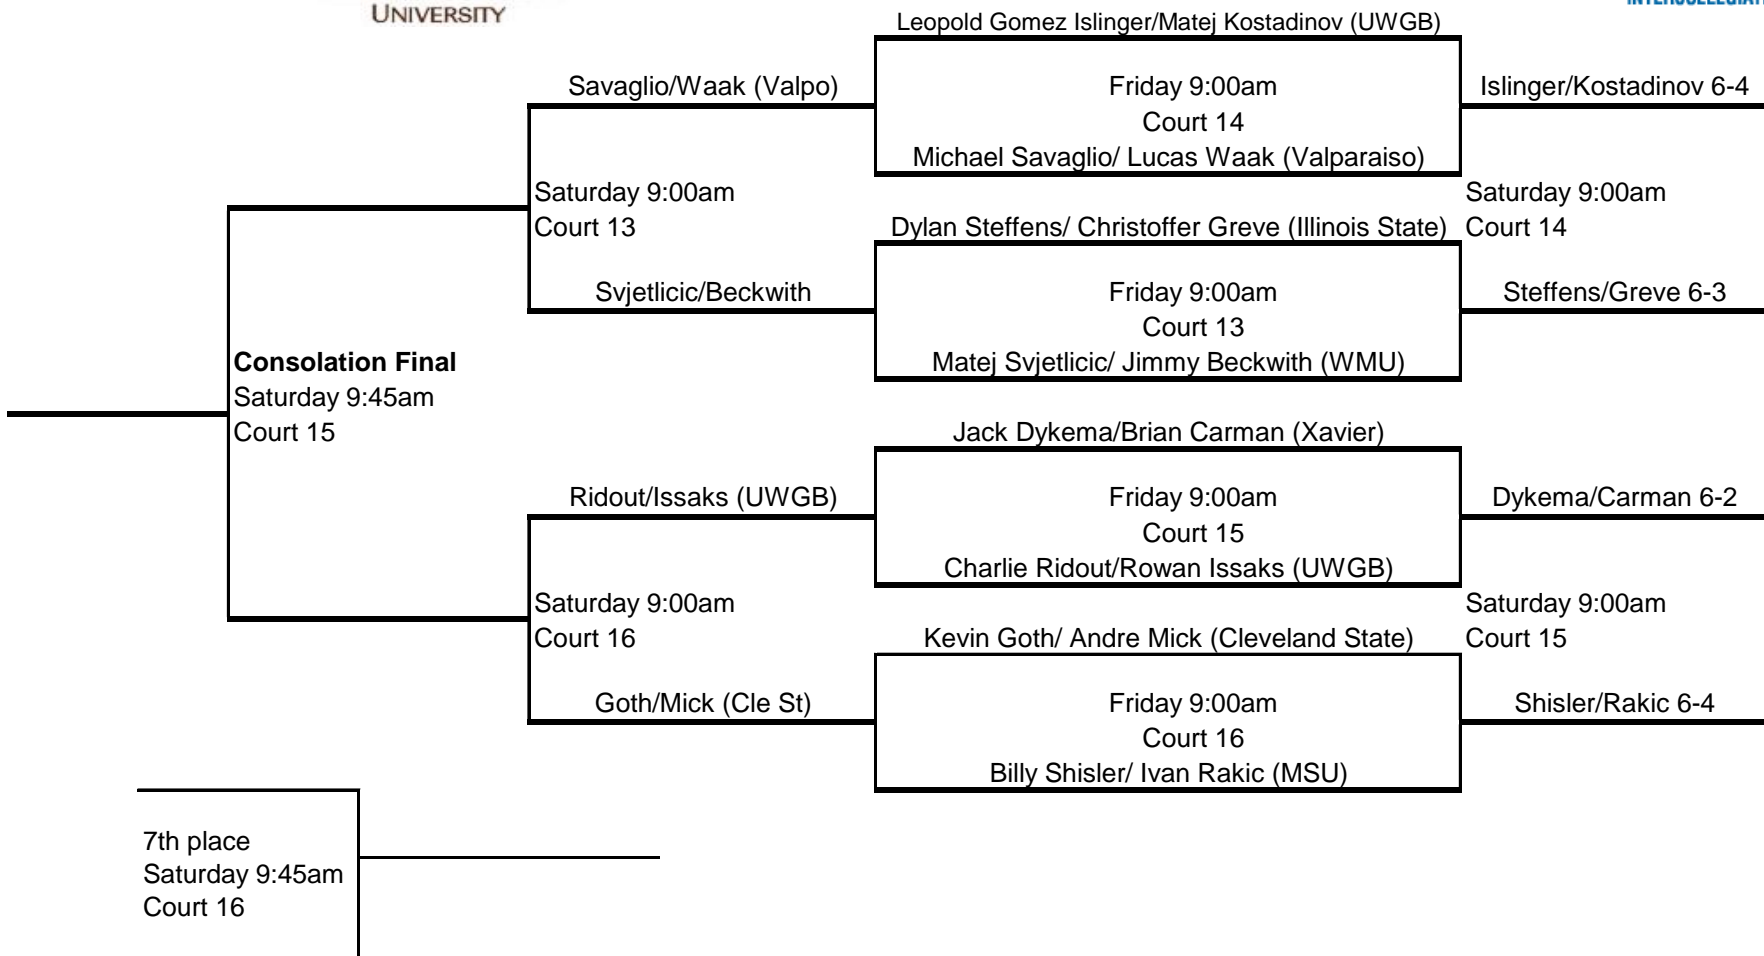 UNIVERSITY
Leopold Gomez Islinger/Matej Kostadinov (UWGB)
Savaglio/Waak (Valpo)
Friday 9:00am
Islinger/Kostadinov 6-4
Court 14
Michael Savaglio/ Lucas Waak (Valparaiso)
Saturday 9:00am
Saturday 9:00am
Court 13
Dylan Steffens/ Christoffer Greve (Illinois State)
Court 14
Svjetlicic/Beckwith
Friday 9:00am
Steffens/Greve 6-3
Court 13
Consolation Final
Matej Svjetlicic/ Jimmy Beckwith (WMU)
Saturday 9:45am
Court 15
Jack Dykema/Brian Carman (Xavier)
Ridout/Issaks (UWGB)
Friday 9:00am
Dykema/Carman 6-2
Court 15
Charlie Ridout/Rowan Issaks (UWGB)
Saturday 9:00am
Saturday 9:00am
Court 16
Kevin Goth/ Andre Mick (Cleveland State)
Court 15
Goth/Mick (Cle St)
Friday 9:00am
Shisler/Rakic 6-4
Court 16
Billy Shisler/ Ivan Rakic (MSU)
7th place
Saturday 9:45am
Court 16